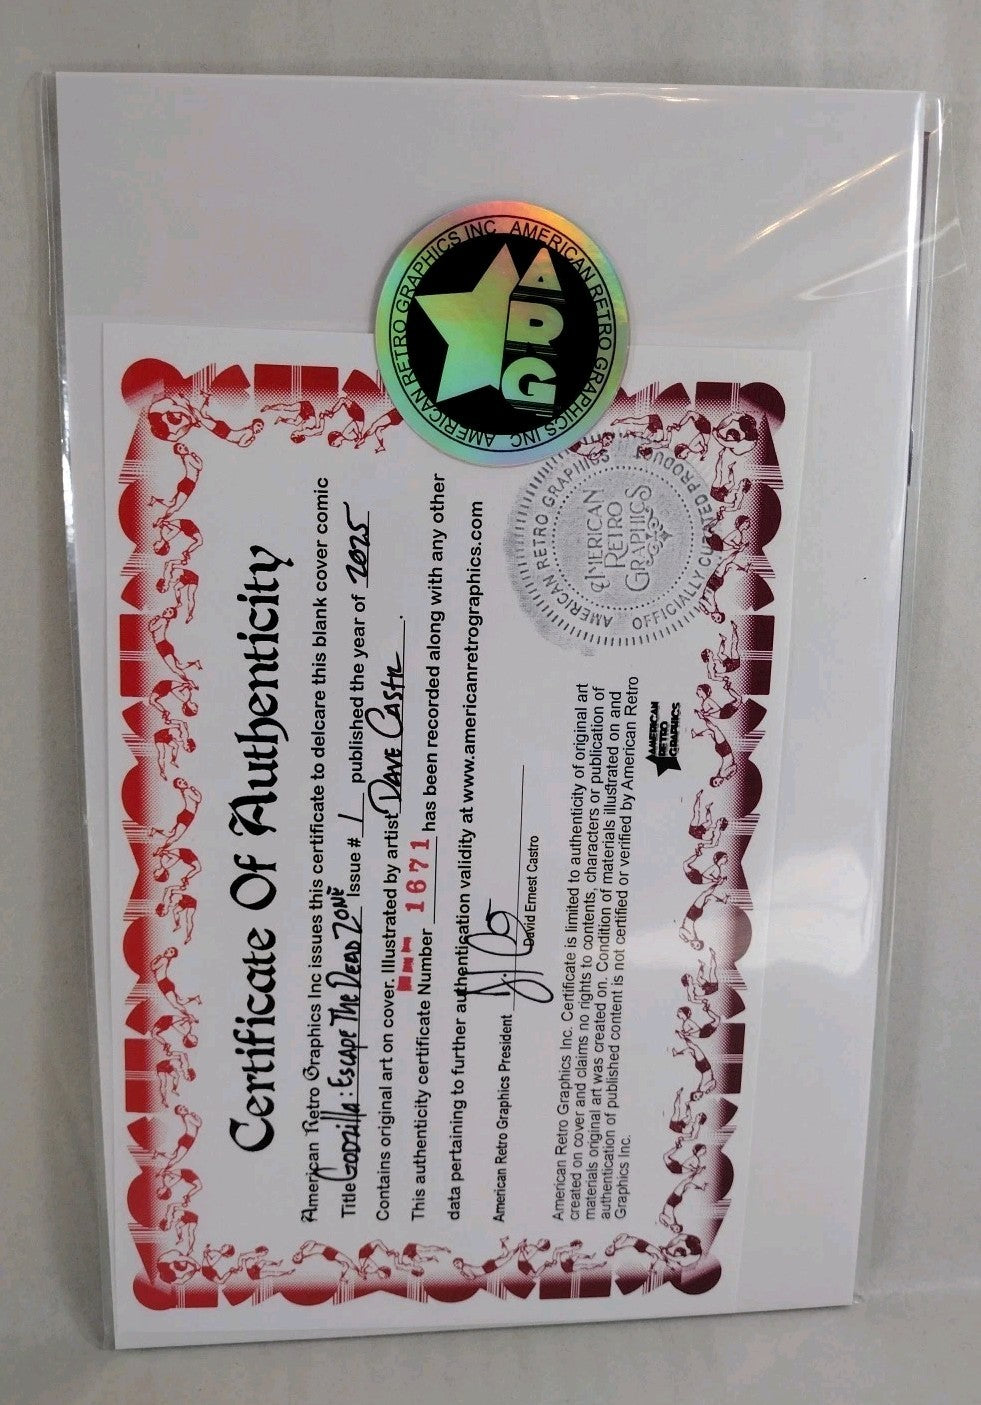 AMERICAN RETRO GRAPHICS INC AMERICAN RETRO GRAPHICS INC
ARG
Certificate Of Authenticity
American Retro Graphics Inc issues this certificate to delcare this blank cover comic
Title Godzilla: Escape The Dead Zone Issue # 1 published the year of 2025
Contains original art on cover. Illustrated by artist Dave Castr.
This authenticity certificate Number 1671 has been recorded along with any other
data pertaining to further authentication validity at www.americanretrographics.com
American Retro Graphics President
David Ernest Castro
American Retro Graphics Inc. Certificate is limited to authenticity of original art
created on cover and claims no rights to contents, characters or publication of
materials original art was created on. Condition of materials illustrated on and
authentication of published content is not certified or verified by American Retro
Graphics Inc.
AMERICAN
RETRO
GRAPHICS
AMERICAN RETRO GRAPHICS
AMERICAN
RETRO
GRAPHICS
OFFICIALLY